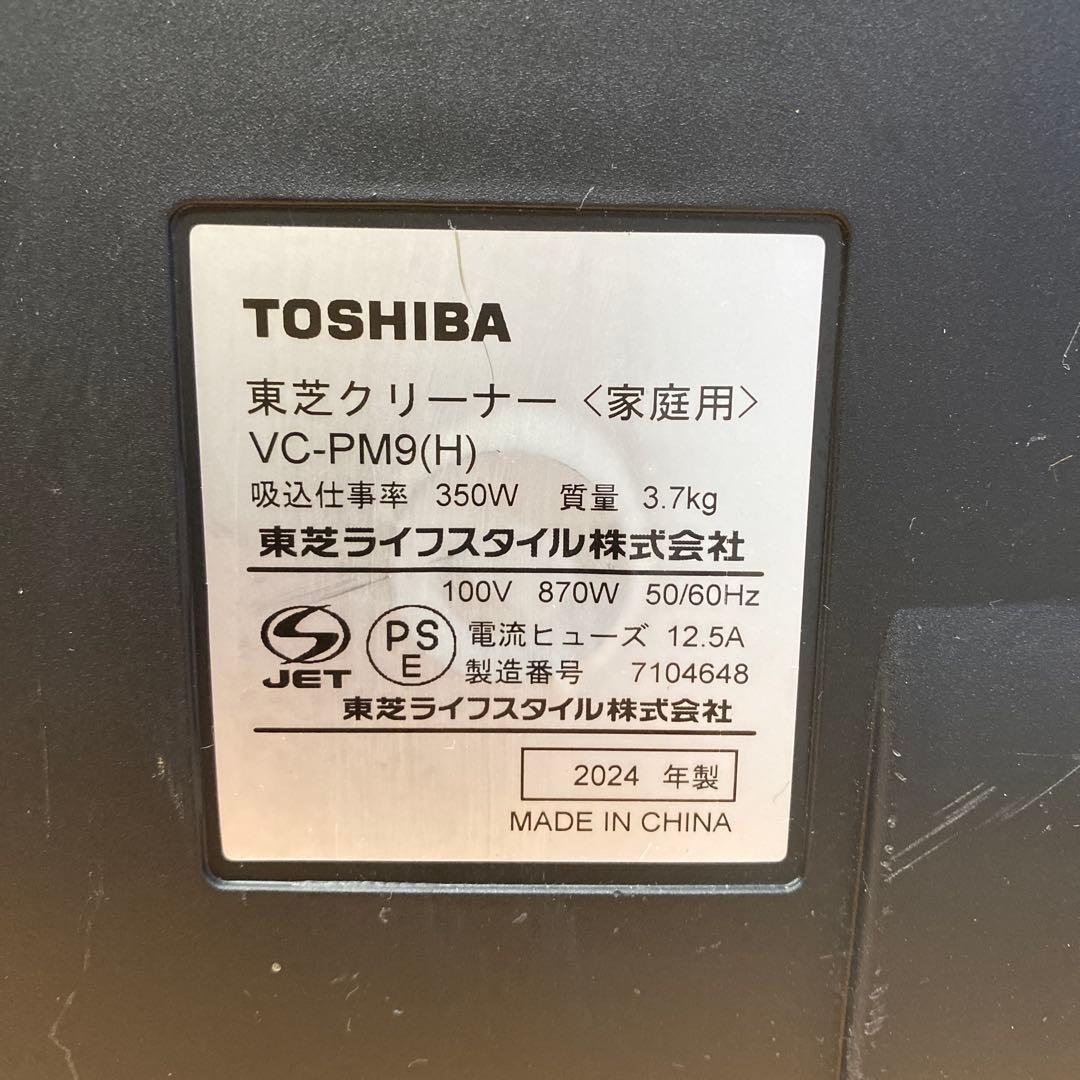 TOSHIBA
東芝クリーナー〈家庭用〉
VC-PM9(H)
吸込仕事率 350W 質量 3.7kg
東芝ライフスタイル株式会社
100V 870W 50/60Hz
JET PSE 電流ヒューズ 12.5A
製造番号 7104648
東芝ライフスタイル株式会社
2024 年製
MADE IN CHINA